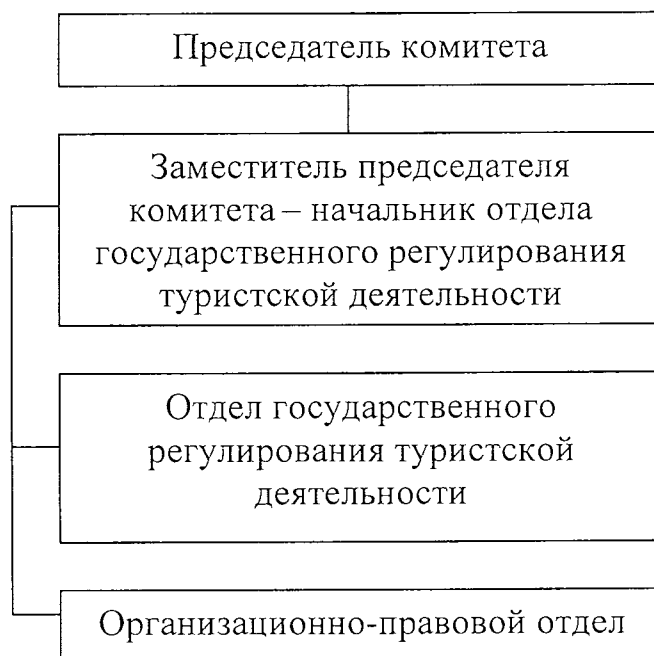 Председатель комитета
Заместитель председателя
комитета – начальник отдела
государственного регулирования
туристской деятельности
Отдел государственного
регулирования туристской
деятельности
Организационно-правовой отдел